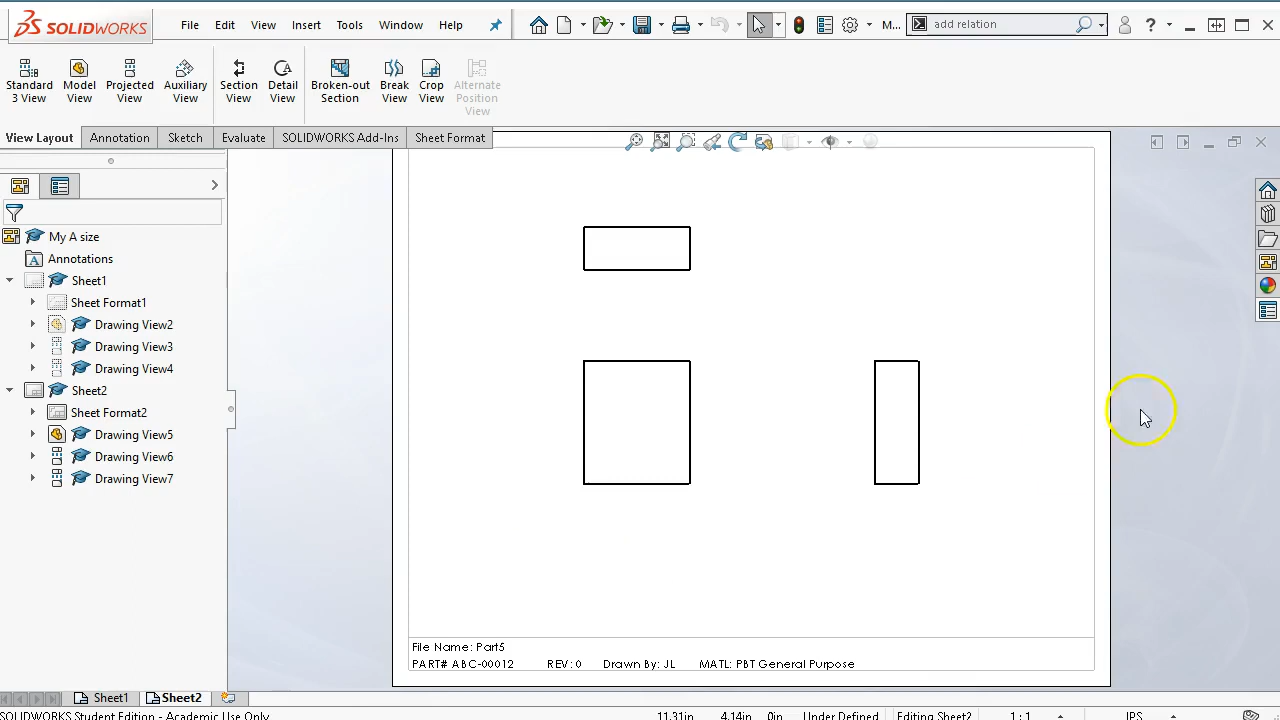 SOLIDWORKS File Edit View Insert Tools Window Help M... add relation ?
Standard 3 View
Model View
Projected View
Auxiliary View
Section View
Detail View
Broken-out Section
Break View
Crop View
Alternate Position View
View Layout Annotation Sketch Evaluate SOLIDWORKS Add-Ins Sheet Format
My A size
A Annotations
Sheet1
Sheet Format1
Drawing View2
Drawing View3
Drawing View4
Sheet2
Sheet Format2
Drawing View5
Drawing View6
Drawing View7
File Name: Part5
PART# ABC-00012 REV: 0 Drawn By: JL MATL: PBT General Purpose
Sheet1 Sheet2
SOLIDWORKS Student Edition - Academic Use Only 11.31in 4.14in 0in Under Defined Editing Sheet2 1 : 1 IPS